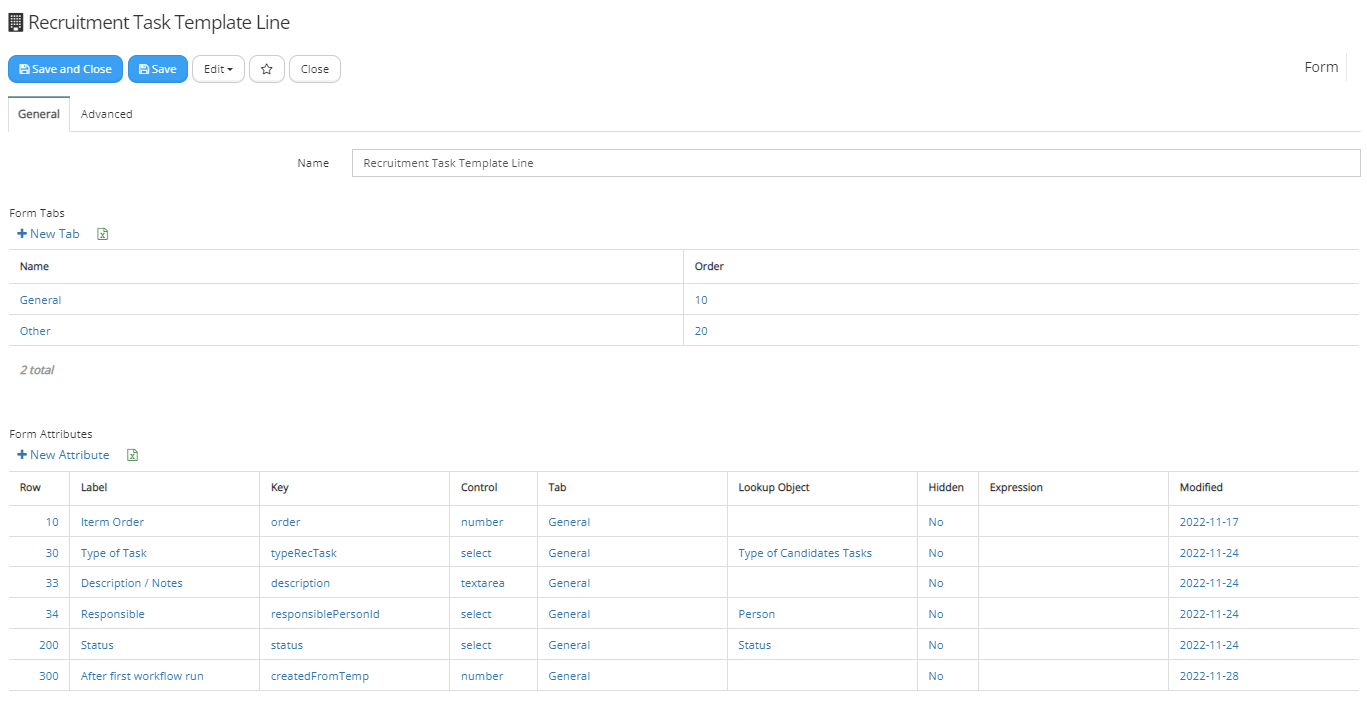 Recruitment Task Template Line
Save and Close Save Edit Close Form
General Advanced
Name Recruitment Task Template Line
Form Tabs
New Tab
Name Order
General 10
Other 20
2 total
Form Attributes
New Attribute
Row Label Key Control Tab Lookup Object Hidden Expression Modified
10 Iterm Order order number General No 2022-11-17
30 Type of Task typeRecTask select General Type of Candidates Tasks No 2022-11-24
33 Description / Notes description textarea General No 2022-11-24
34 Responsible responsiblePersonId select General Person No 2022-11-24
200 Status status select General Status No 2022-11-24
300 After first workflow run createdFromTemp number General No 2022-11-28